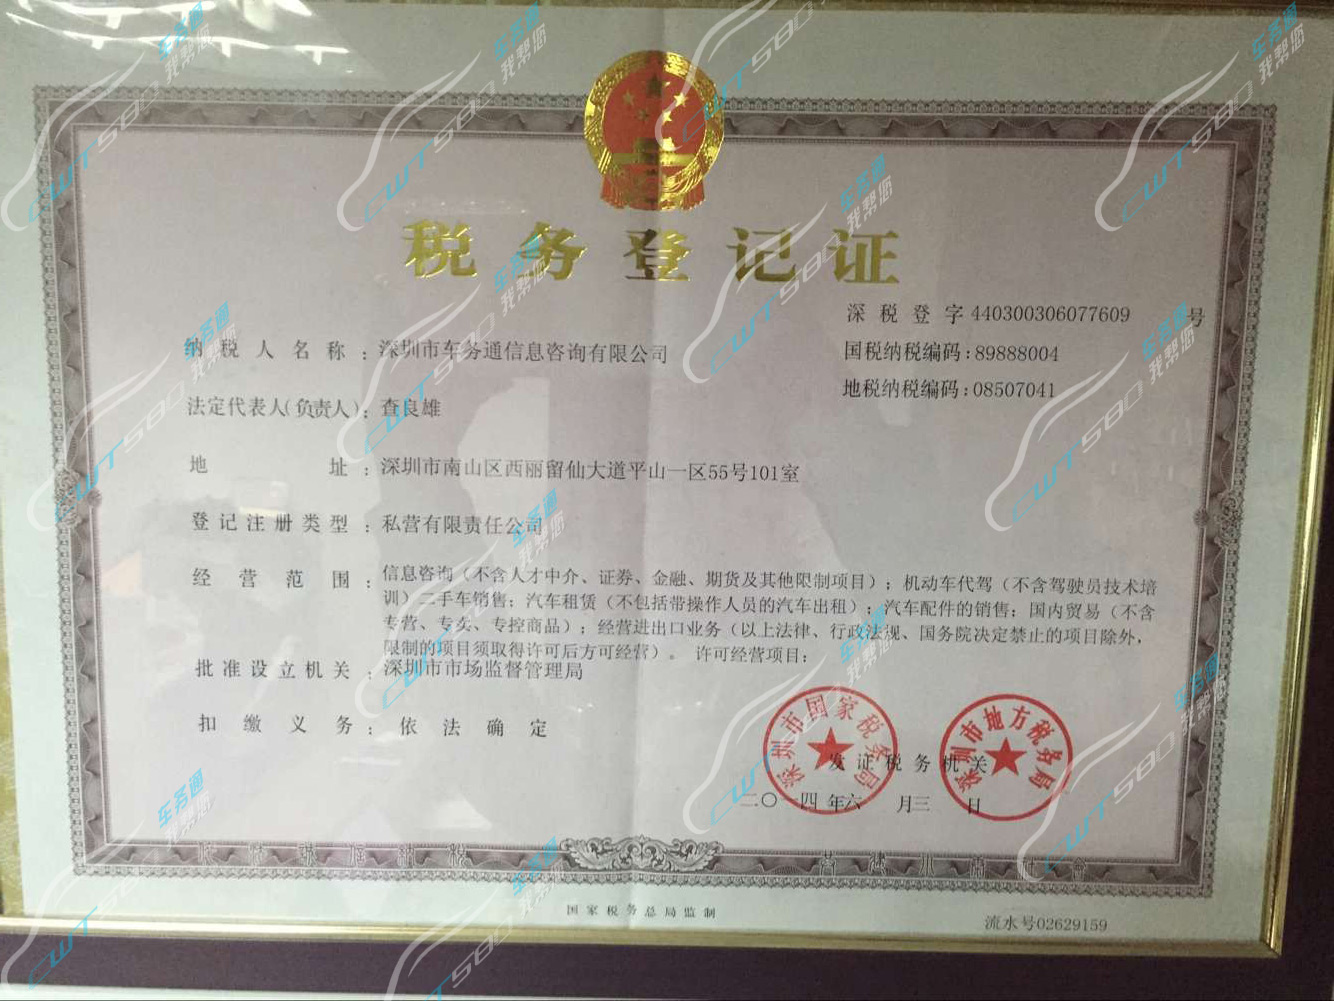 税务登记证
深税登字 440300306077609 号
国税纳税编码:89888004
地税纳税编码:08507041
纳税人名称:深圳市车务通信息咨询有限公司
法定代表人(负责人):查良雄
地址:深圳市南山区西丽留仙大道平山一区55号101室
登记注册类型:私营有限责任公司
经营范围:信息咨询（不含人才中介、证券、金融、期货及其他限制项目）；机动车代驾（不含驾驶员技术培
训）二手车销售；汽车租赁（不包括带操作人员的汽车出租）；汽车配件的销售；国内贸易（不含
专营、专卖、专控商品）；经营进出口业务（以上法律、行政法规、国务院决定禁止的项目除外，
限制的项目须取得许可后方可经营）。 许可经营项目：
批准设立机关:深圳市市场监督管理局
扣缴义务:依法确定
深圳市国家税务局
深圳市地方税务局
发证税务机关
二〇一四年六月三日
国家税务总局监制
流水号02629159
CWT580 车务通 我帮您